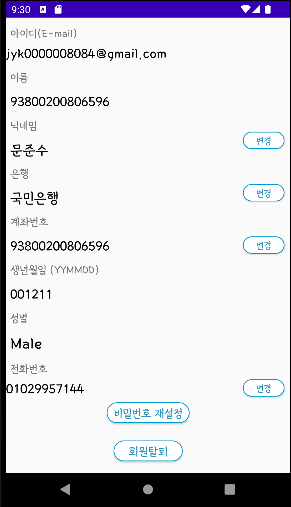 9:30
아이디(E-mail)
jyk0000008084@gmail.com
이름
93800200806596
닉네임
문준수
변경
은행
국민은행
변경
계좌번호
93800200806596
변경
생년월일 (YYMMDD)
001211
성별
Male
전화번호
01029957144
변경
비밀번호 재설정
회원탈퇴